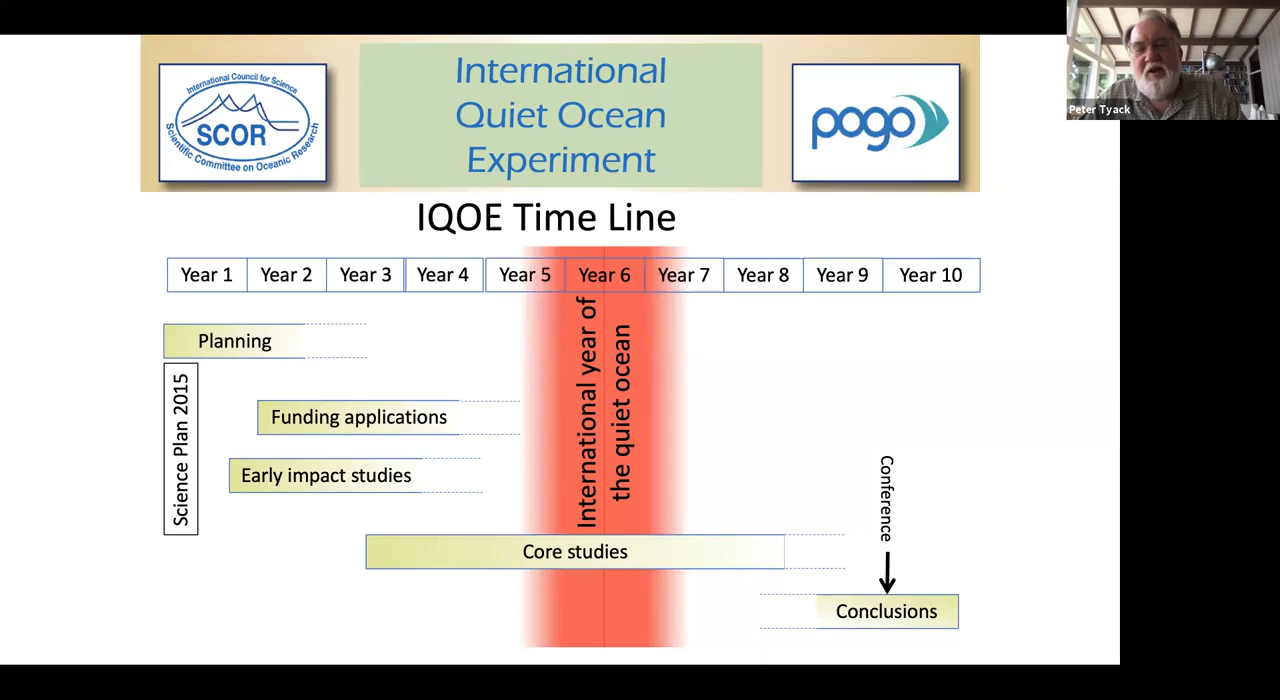 International Council for Science
SCOR
Scientific Committee on Oceanic Research
International
Quiet Ocean
Experiment
pogo
Peter Tyack
IQOE Time Line
Year 1
Year 2
Year 3
Year 4
Year 5
Year 6
Year 7
Year 8
Year 9
Year 10
Planning
Science Plan 2015
Funding applications
Early impact studies
International year of
the quiet ocean
Core studies
Conference
Conclusions